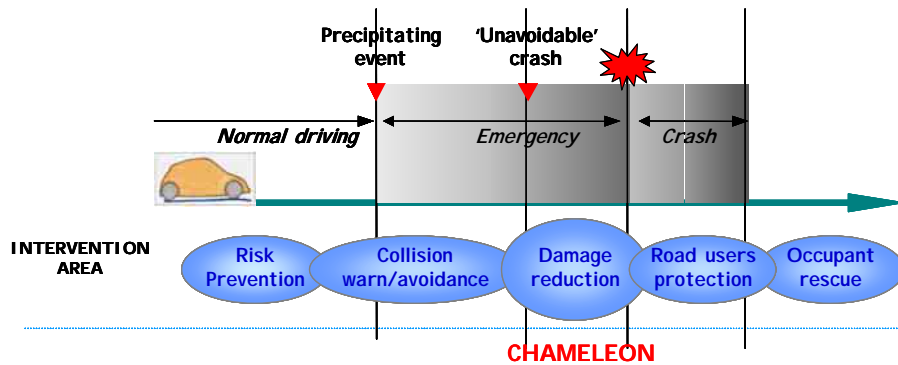 Precipitating
event
'Unavoidable'
crash
Normal driving
Emergency
Crash
INTERVENTION
AREA
Risk
Prevention
Collision
warn/avoidance
Damage
reduction
Road users
protection
Occupant
rescue
CHAMELEON